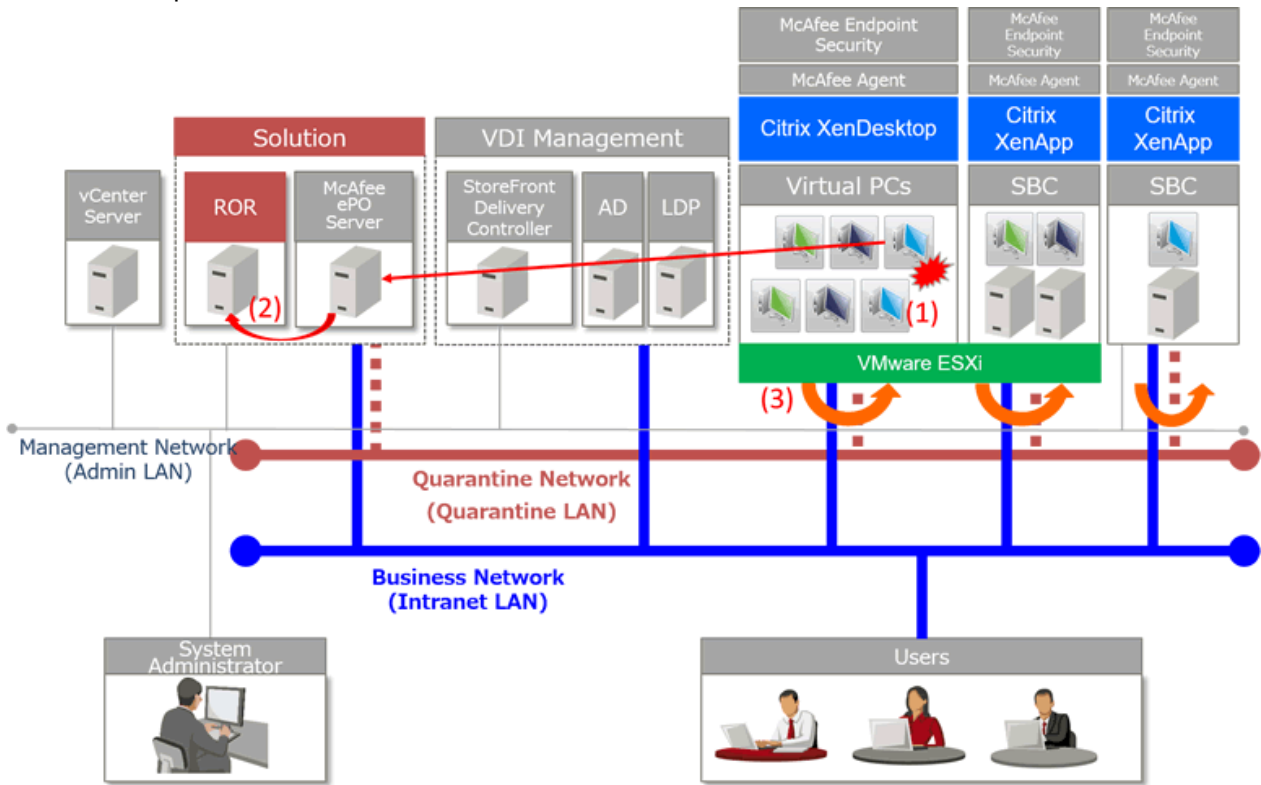 McAfee Endpoint
Security
McAfee
Endpoint
Security
McAfee
Endpoint
Security
McAfee Agent
McAfee Agent
McAfee Agent
Citrix XenDesktop
Citrix
XenApp
Citrix
XenApp
Solution
VDI Management
vCenter
Server
ROR
McAfee
ePO
Server
StoreFront
Delivery
Controller
AD
LDP
Virtual PCs
SBC
SBC
(1)
(2)
VMware ESXi
(3)
Management Network
(Admin LAN)
Quarantine Network
(Quarantine LAN)
Business Network
(Intranet LAN)
System
Administrator
Users